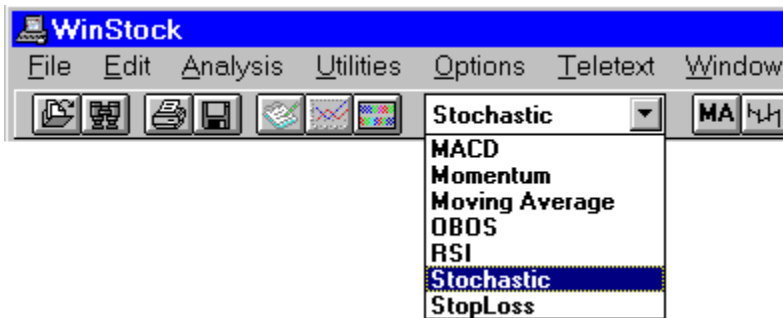 WinStock
File Edit Analysis Utilities Options Teletext Window
Stochastic MA
MACD
Momentum
Moving Average
OBOS
RSI
Stochastic
StopLoss